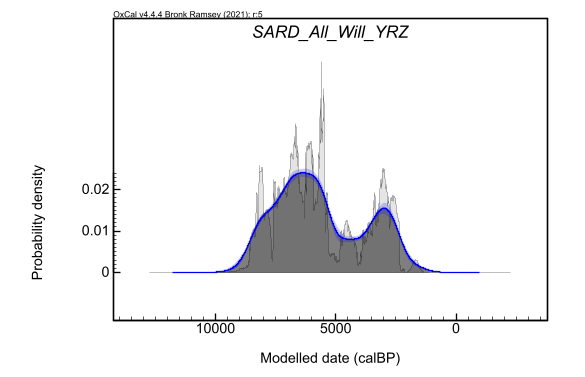 OxCal v4.4.4 Bronk Ramsey (2021); r:5
SARD_All_Will_YRZ
Probability density
0.02
0.01
0
10000 5000 0
Modelled date (calBP)